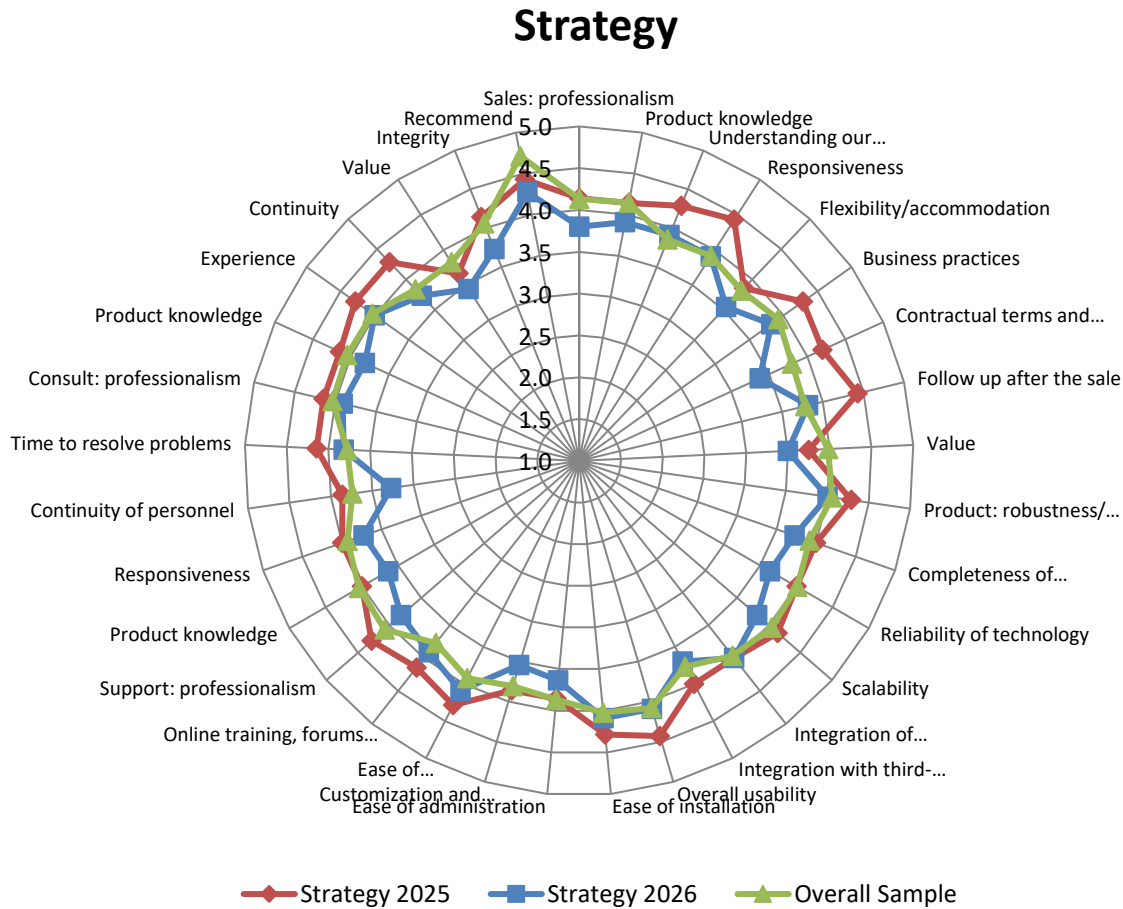 Strategy
Sales: professionalism
Product knowledge
Understanding our...
Responsiveness
Flexibility/accommodation
Business practices
Contractual terms and...
Follow up after the sale
Value
Product: robustness/...
Completeness of...
Reliability of technology
Scalability
Integration of...
Integration with third-...
Overall usability
Ease of installation
Ease of administration
Customization and...
Ease of...
Online training, forums...
Support: professionalism
Product knowledge
Responsiveness
Continuity of personnel
Time to resolve problems
Consult: professionalism
Product knowledge
Experience
Continuity
Value
Integrity
Recommend
5.0
4.5
4.0
3.5
3.0
2.5
2.0
1.5
1.0
Strategy 2025 Strategy 2026 Overall Sample